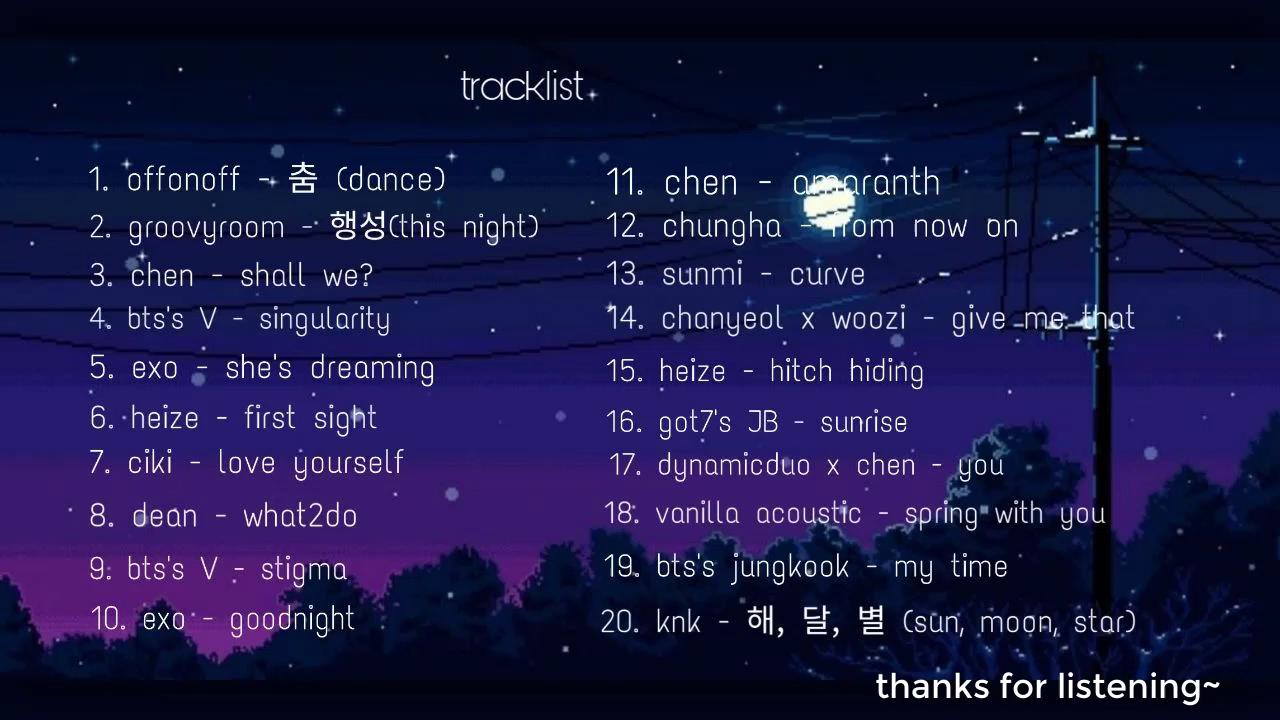 tracklist
1. offonoff - 춤 (dance)
2. groovyroom - 행성(this night)
3. chen - shall we?
4. bts's V - singularity
5. exo - she's dreaming
6. heize - first sight
7. ciki - love yourself
8. dean - what2do
9. bts's V - stigma
10. exo - goodnight
11. chen - amaranth
12. chungha - from now on
13. sunmi - curve
14. chanyeol x woozi - give me that
15. heize - hitch hiding
16. got7's JB - sunrise
17. dynamicduo x chen - you
18. vanilla acoustic - spring with you
19. bts's jungkook - my time
20. knk - 해, 달, 별 (sun, moon, star)
thanks for listening~